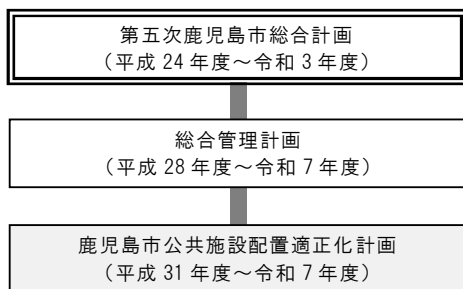 第五次鹿児島市総合計画
（平成 24 年度～令和 3 年度）
総合管理計画
（平成 28 年度～令和 7 年度）
鹿児島市公共施設配置適正化計画
（平成 31 年度～令和 7 年度）